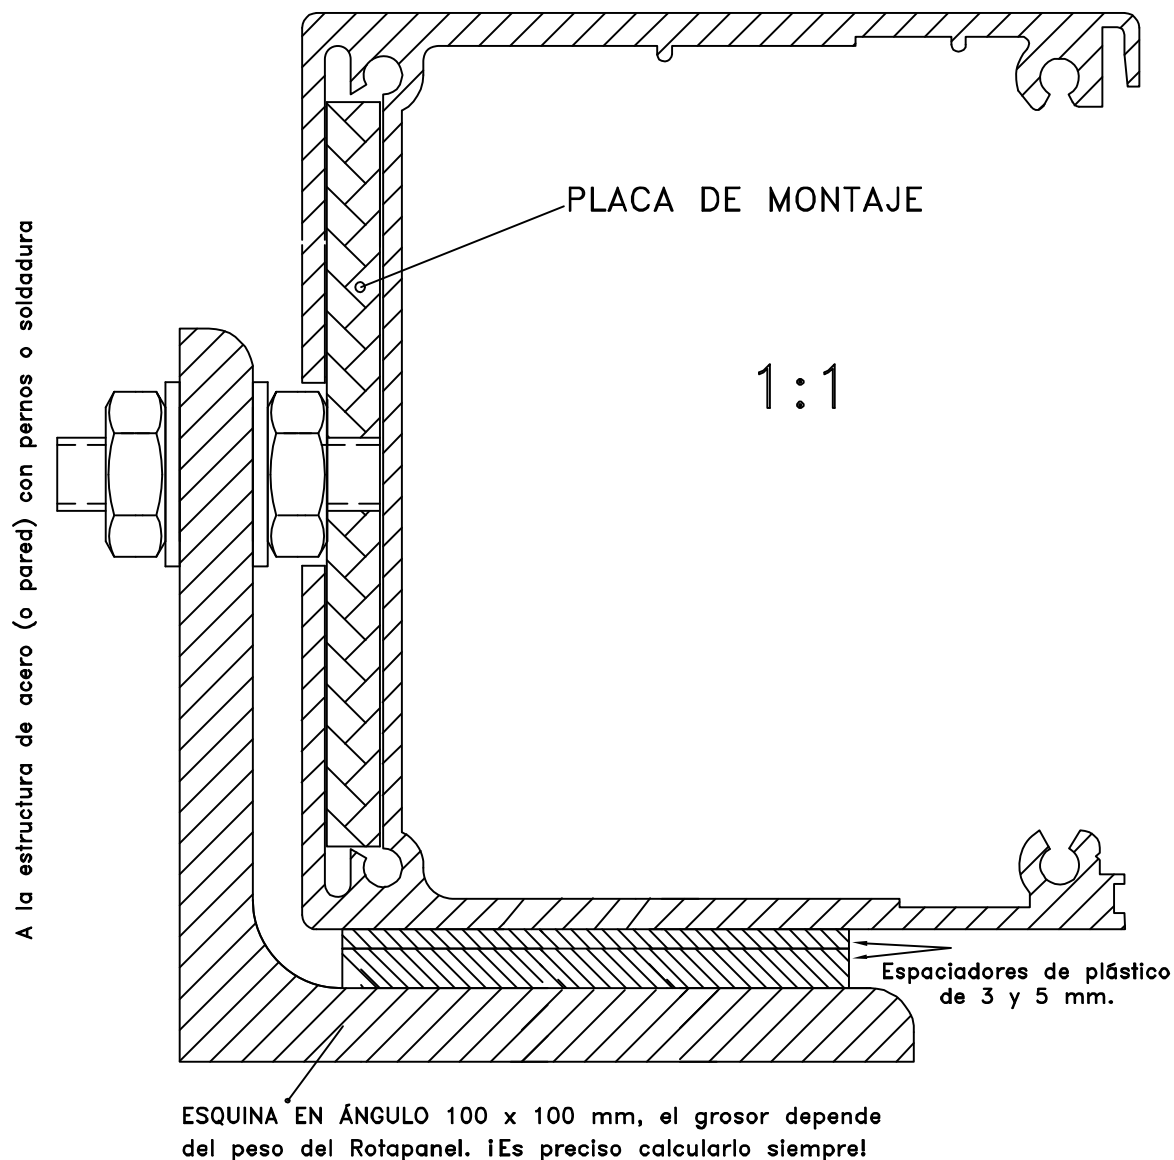 PLACA DE MONTAJE
1:1
A la estructura de acero (o pared) con pernos o soldadura
Espaciadores de plástico
de 3 y 5 mm.
ESQUINA EN ÁNGULO 100 x 100 mm, el grosor depende
del peso del Rotapanel. ¡Es preciso calcularlo siempre!